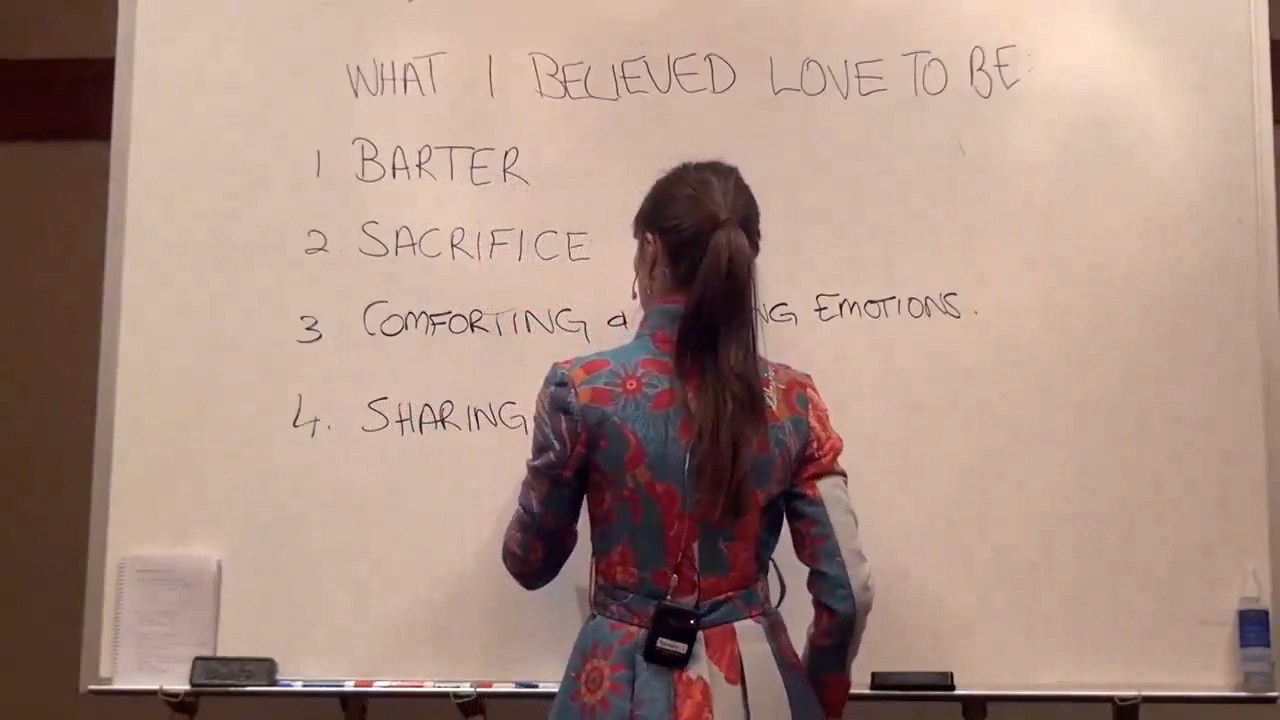 WHAT I BELIEVED LOVE TO BE:
1 BARTER
2. SACRIFICE
3 COMFORTING EMOTIONS.
4. SHARING